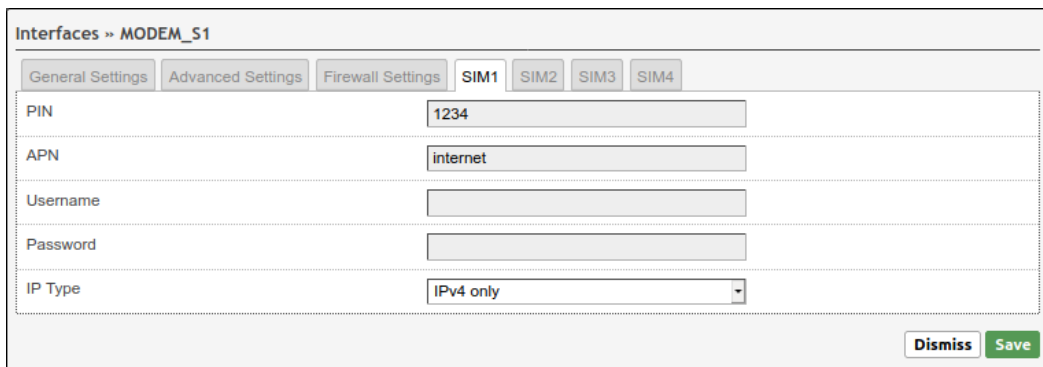 Interfaces » MODEM_S1
General Settings Advanced Settings Firewall Settings SIM1 SIM2 SIM3 SIM4
PIN 1234
APN internet
Username
Password
IP Type IPv4 only
Dismiss Save